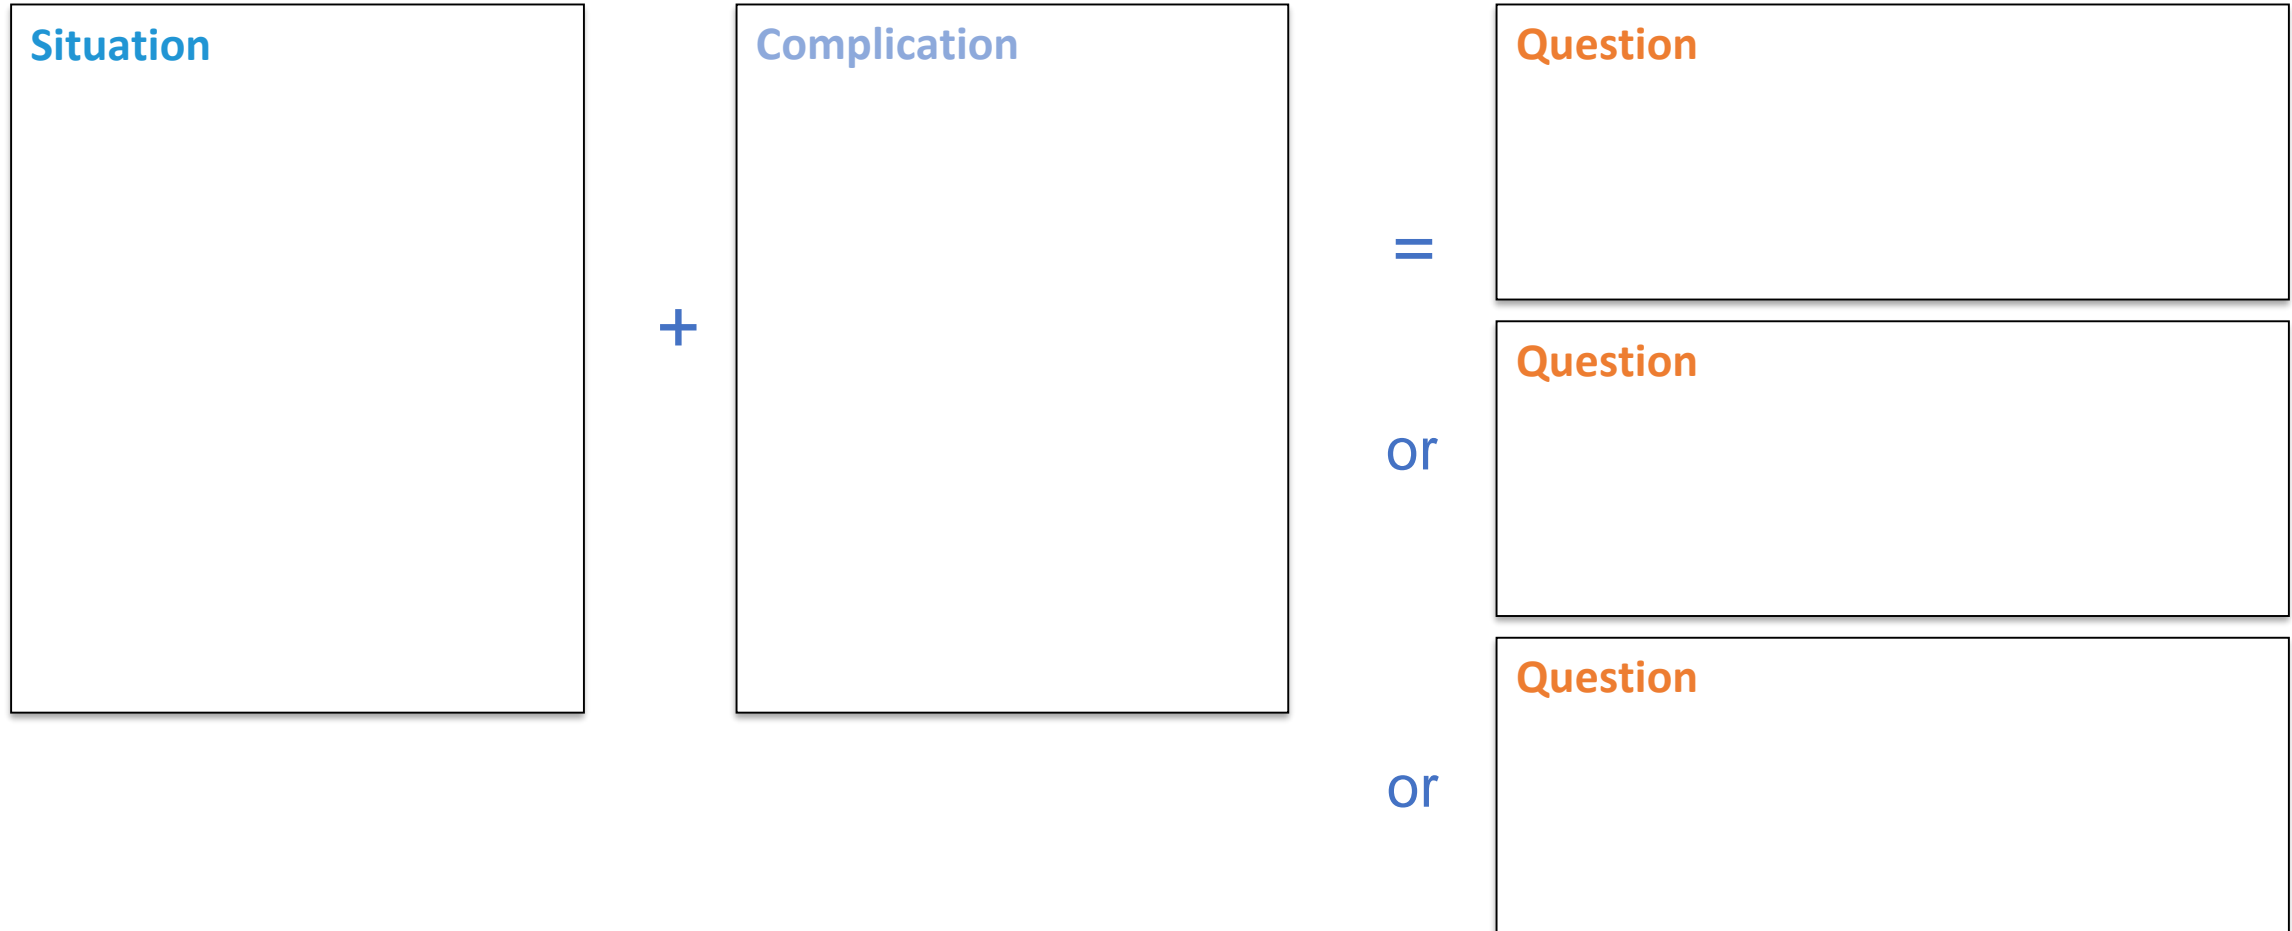 Situation
+
Complication
=
Question
or
Question
or
Question